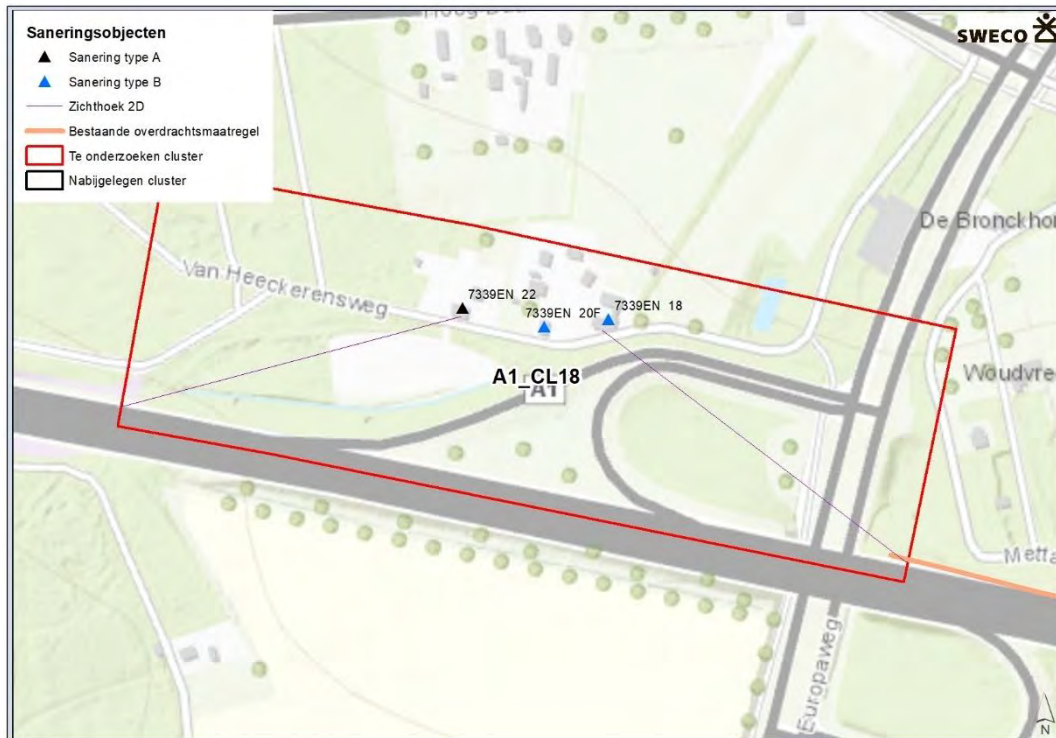 Saneringsobjecten
Sanering type A
Sanering type B
Zichthoek 2D
Bestaande overdrachtsmaatregel
Te onderzoeken cluster
Nabijgelegen cluster
SWECO
De Bronckhor
Van Heeckerensweg
7339EN 22
7339EN 20F
7339EN 18
A1_CL18
A1
Woudvre
Metta
Europaweg
N